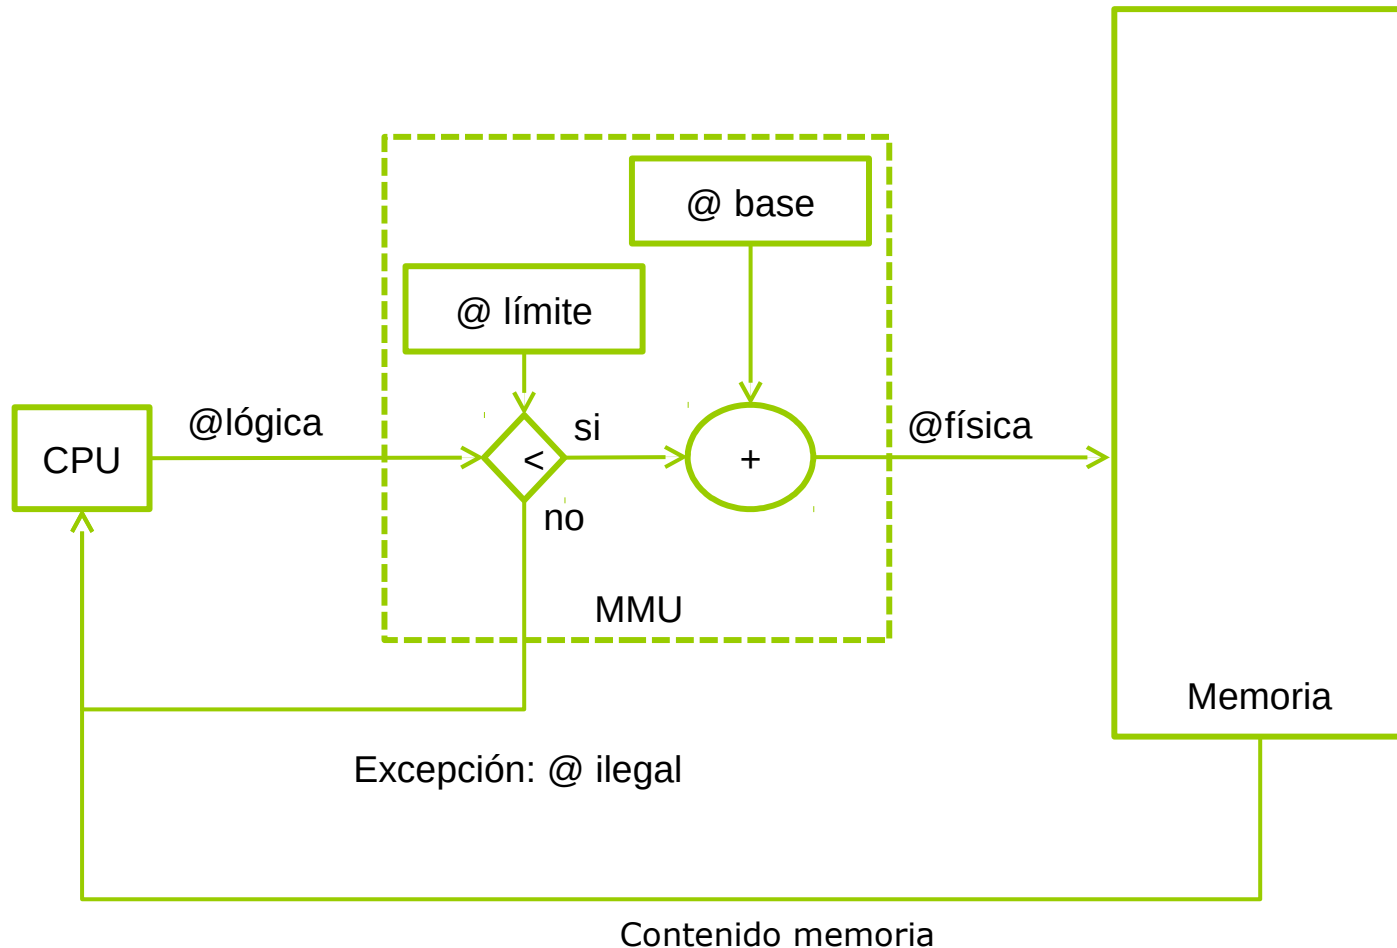 @ base
@ límite
@lógica
si
@física
CPU
<
+
no
MMU
Memoria
Excepción: @ ilegal
Contenido memoria